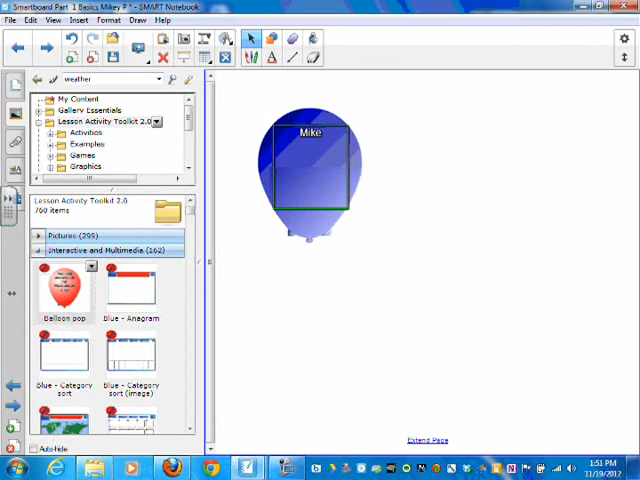 Smartboard Part 1 Basics Mikey P * - SMART Notebook
File Edit View Insert Format Draw Help
weather
My Content
Gallery Essentials
Lesson Activity Toolkit 2.0
Activities
Examples
Games
Graphics
Lesson Activity Toolkit 2.0
760 items
Pictures (299)
Interactive and Multimedia (162)
Balloon pop
Blue - Anagram
Blue - Category sort
Blue - Category sort (image)
Auto-hide
Mike
Extend Page
1:51 PM
11/19/2012